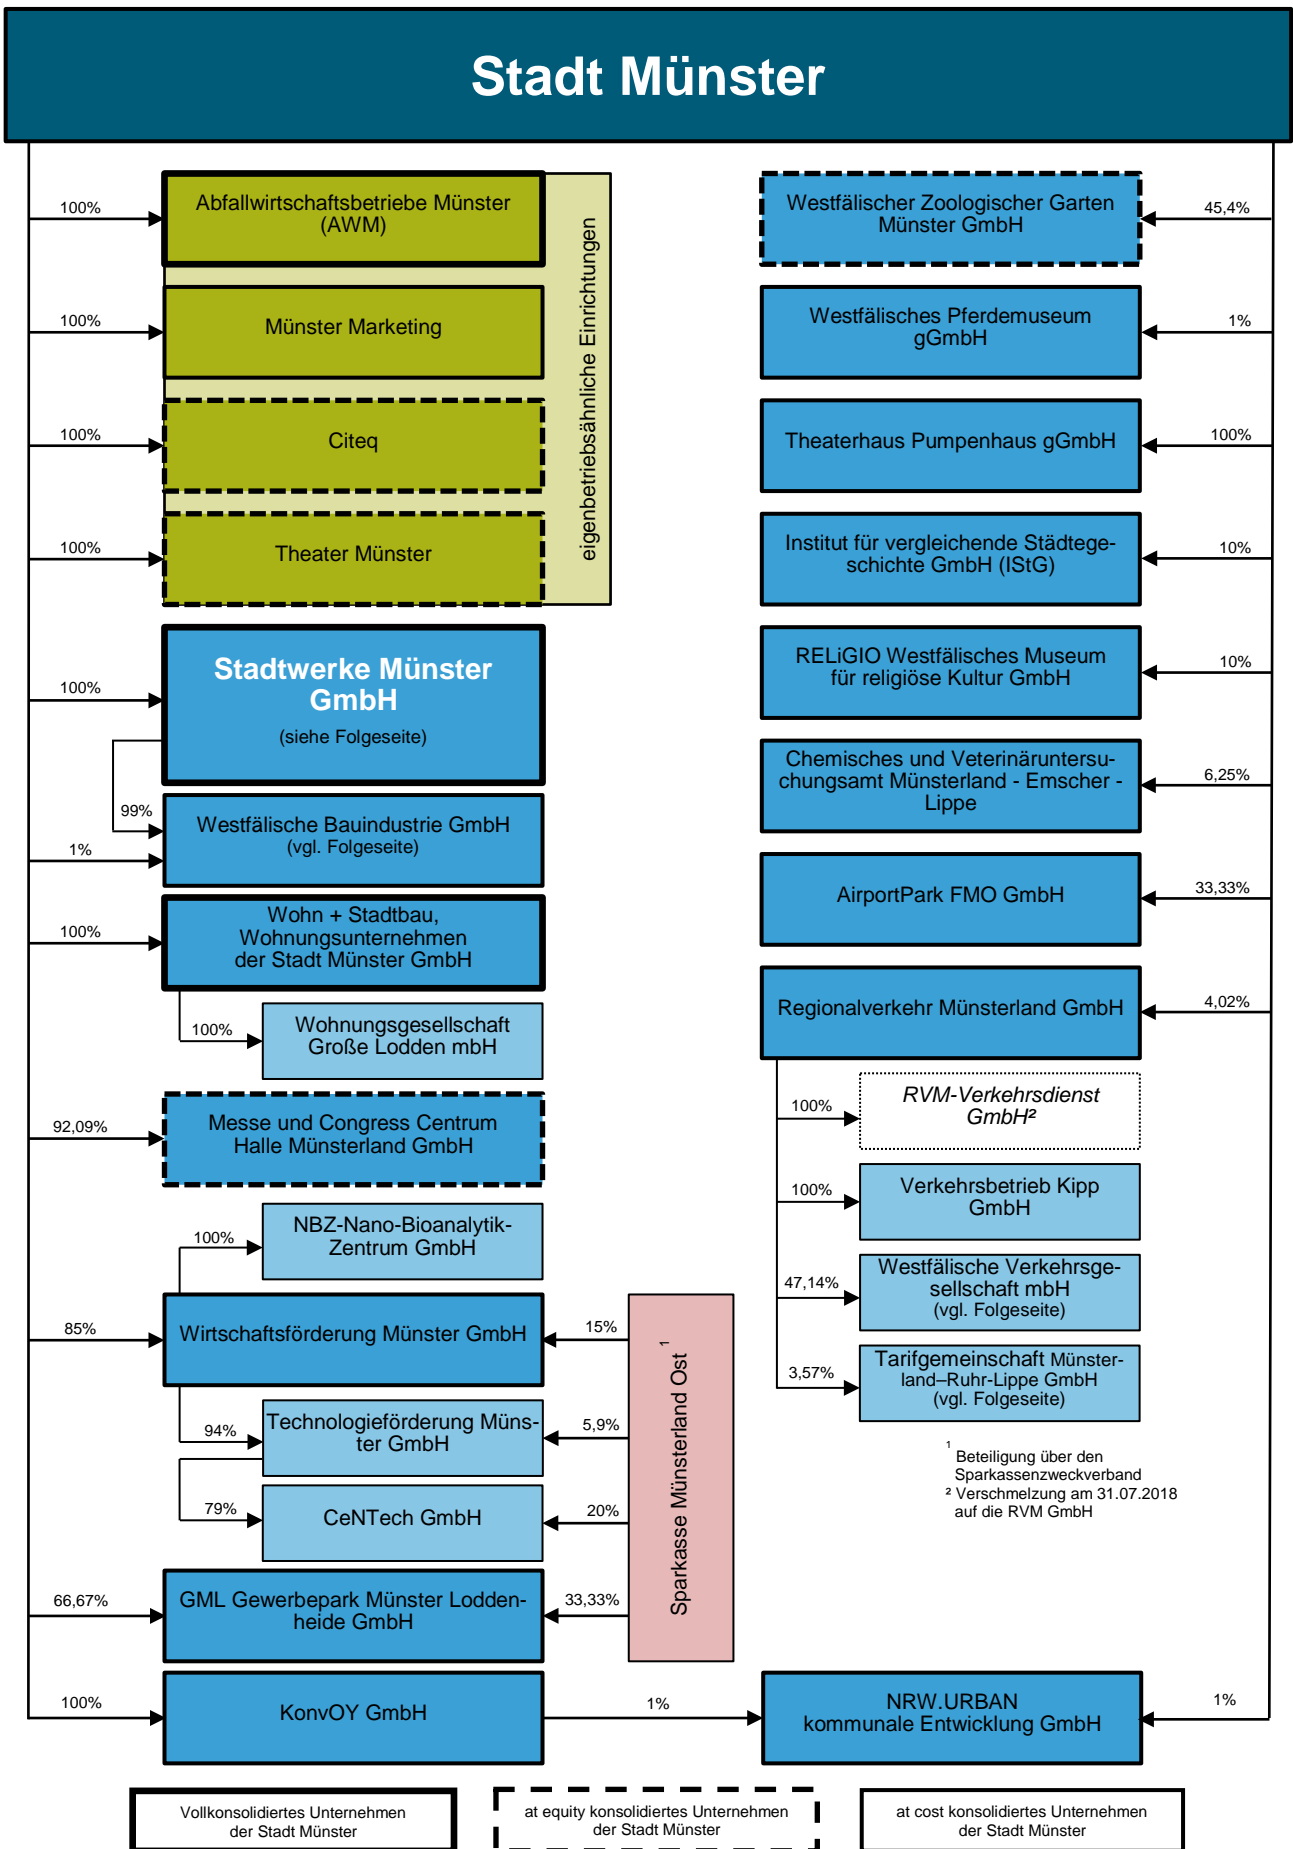 Stadt Münster
100%
Abfallwirtschaftsbetriebe Münster
(AWM)
100%
Münster Marketing
100%
Citeq
100%
Theater Münster
eigenbetriebsähnliche Einrichtungen
100%
Stadtwerke Münster
GmbH
(siehe Folgeseite)
99%
1%
Westfälische Bauindustrie GmbH
(vgl. Folgeseite)
100%
Wohn + Stadtbau,
Wohnungsunternehmen
der Stadt Münster GmbH
100%
Wohnungsgesellschaft
Große Lodden mbH
92,09%
Messe und Congress Centrum
Halle Münsterland GmbH
100%
NBZ-Nano-Bioanalytik-
Zentrum GmbH
85%
Wirtschaftsförderung Münster GmbH
15%
94%
Technologieförderung Müns-
ter GmbH
5,9%
79%
CeNTech GmbH
20%
66,67%
GML Gewerbepark Münster Lodden-
heide GmbH
33,33%
Sparkasse Münsterland Ost 1
100%
KonvOY GmbH
1%
Westfälischer Zoologischer Garten
Münster GmbH
45,4%
Westfälisches Pferdemuseum
gGmbH
1%
Theaterhaus Pumpenhaus gGmbH
100%
Institut für vergleichende Städtege-
schichte GmbH (IStG)
10%
RELiGIO Westfälisches Museum
für religiöse Kultur GmbH
10%
Chemisches und Veterinäruntersu-
chungsamt Münsterland - Emscher -
Lippe
6,25%
AirportPark FMO GmbH
33,33%
Regionalverkehr Münsterland GmbH
4,02%
100%
RVM-Verkehrsdienst
GmbH²
100%
Verkehrsbetrieb Kipp
GmbH
47,14%
Westfälische Verkehrsge-
sellschaft mbH
(vgl. Folgeseite)
3,57%
Tarifgemeinschaft Münster-
land–Ruhr-Lippe GmbH
(vgl. Folgeseite)
1 Beteiligung über den
Sparkassenzweckverband
² Verschmelzung am 31.07.2018
auf die RVM GmbH
NRW.URBAN
kommunale Entwicklung GmbH
1%
Vollkonsolidiertes Unternehmen
der Stadt Münster
at equity konsolidiertes Unternehmen
der Stadt Münster
at cost konsolidiertes Unternehmen
der Stadt Münster